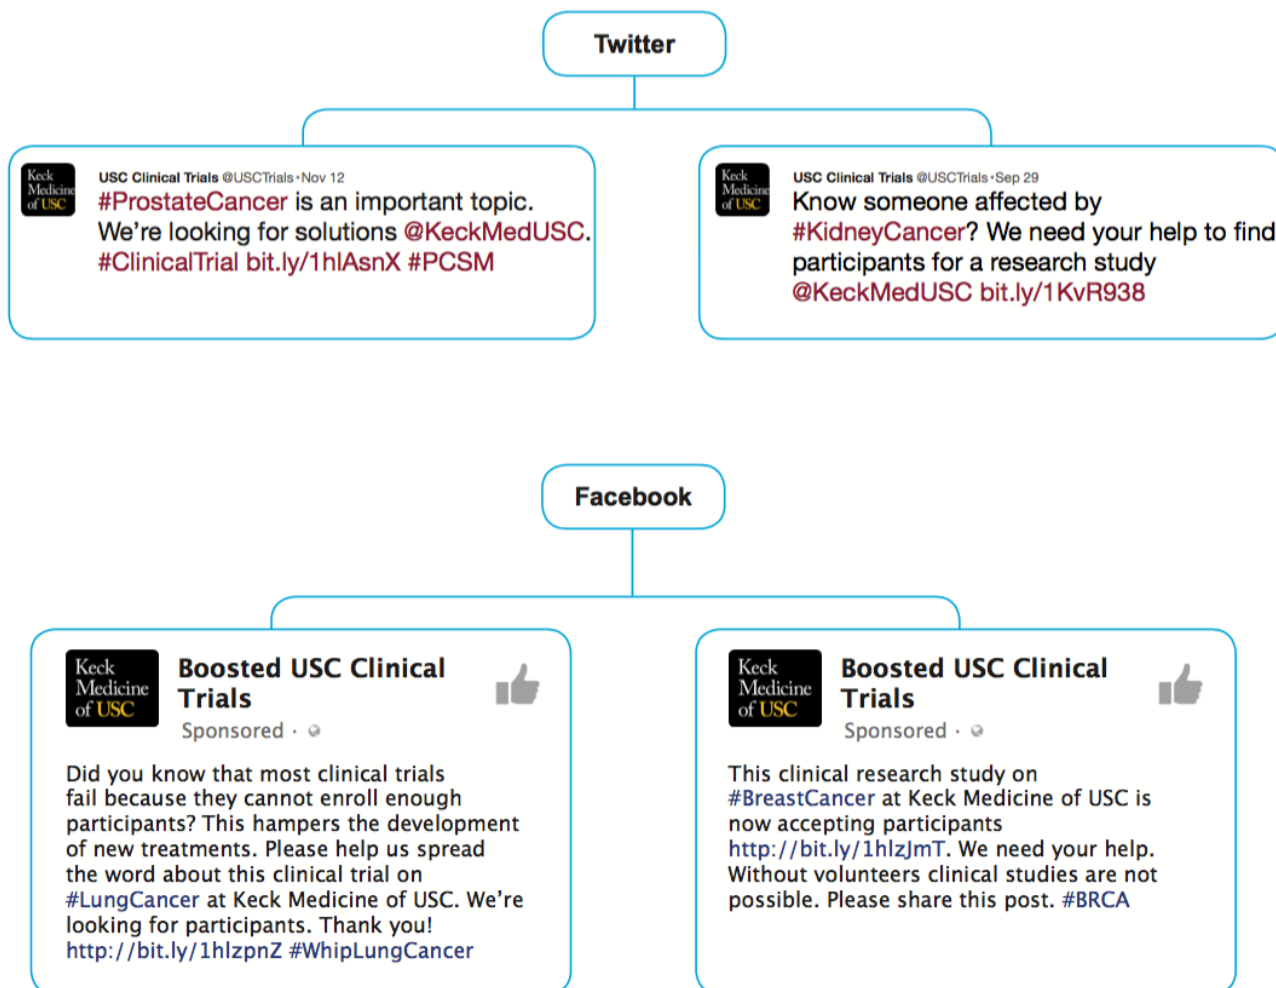 Twitter
Keck
Medicine
of USC
USC Clinical Trials @USCTrials·Nov 12
#ProstateCancer is an important topic.
We're looking for solutions @KeckMedUSC.
#ClinicalTrial bit.ly/1hlAsnX #PCSM
Keck
Medicine
of USC
USC Clinical Trials @USCTrials·Sep 29
Know someone affected by
#KidneyCancer? We need your help to find
participants for a research study
@KeckMedUSC bit.ly/1KvR938
Facebook
Keck
Medicine
of USC
Boosted USC Clinical
Trials
Sponsored ·
Did you know that most clinical trials
fail because they cannot enroll enough
participants? This hampers the development
of new treatments. Please help us spread
the word about this clinical trial on
#LungCancer at Keck Medicine of USC. We're
looking for participants. Thank you!
http://bit.ly/1hlzpnZ #WhipLungCancer
Keck
Medicine
of USC
Boosted USC Clinical
Trials
Sponsored ·
This clinical research study on
#BreastCancer at Keck Medicine of USC is
now accepting participants
http://bit.ly/1hlzJmT. We need your help.
Without volunteers clinical studies are not
possible. Please share this post. #BRCA